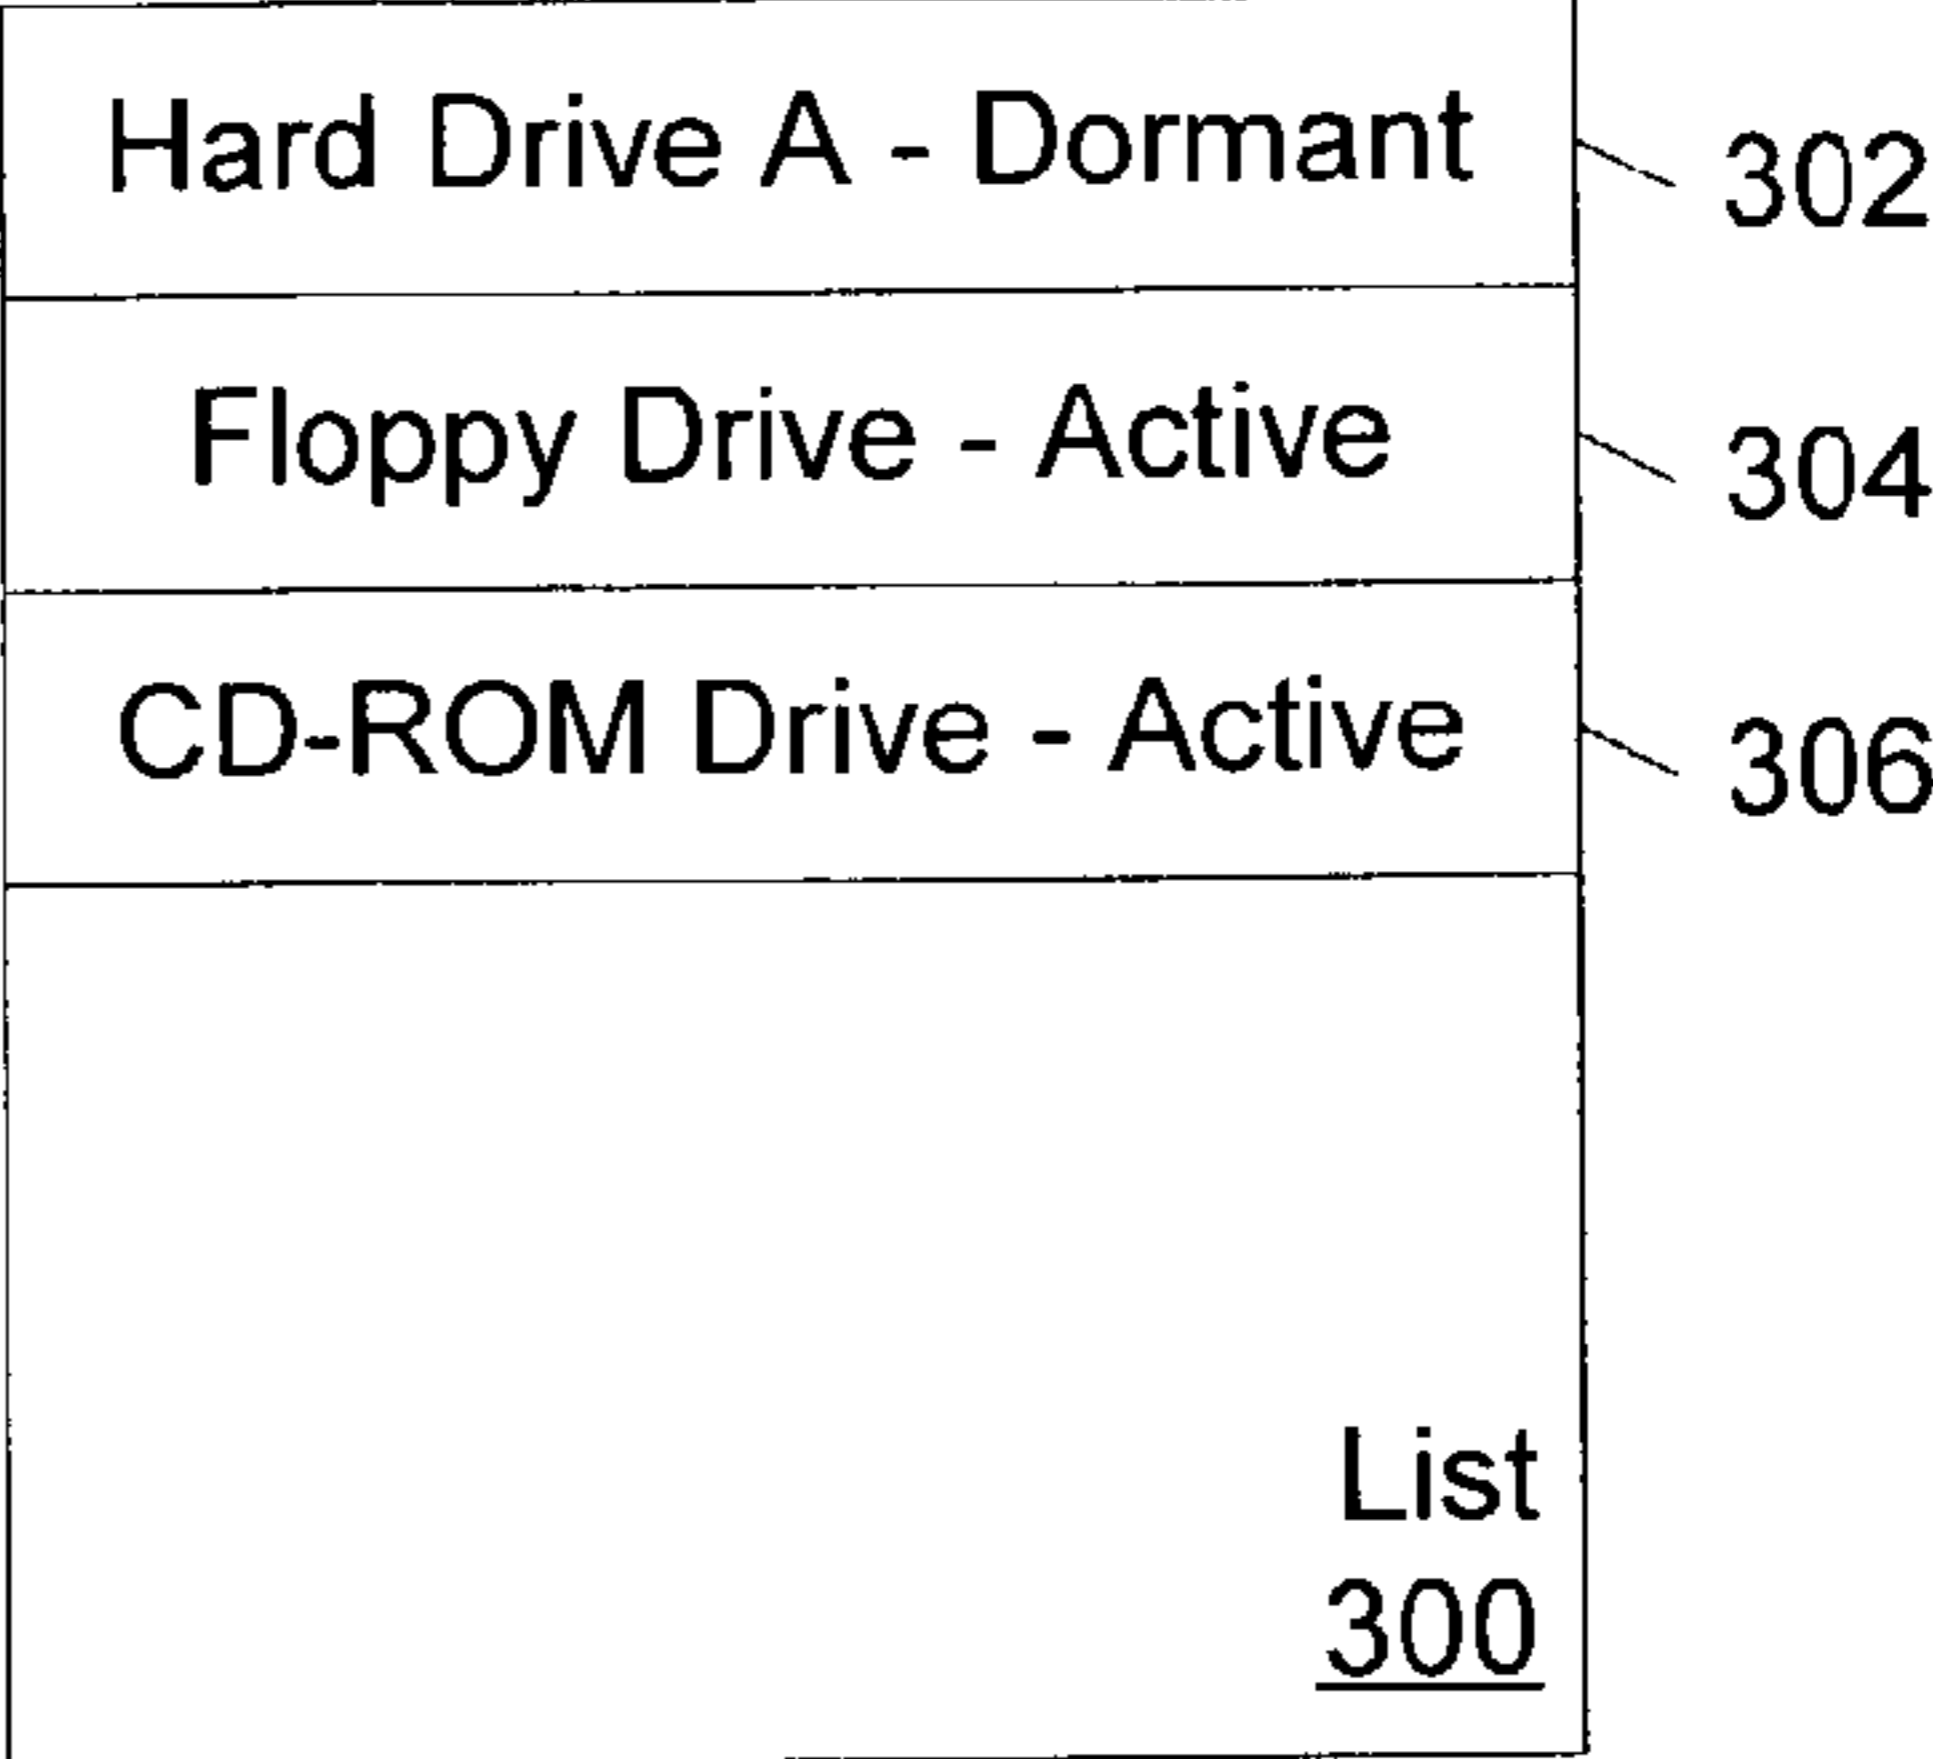 Hard Drive A - Dormant
302
Floppy Drive - Active
304
CD-ROM Drive - Active
306
List
300